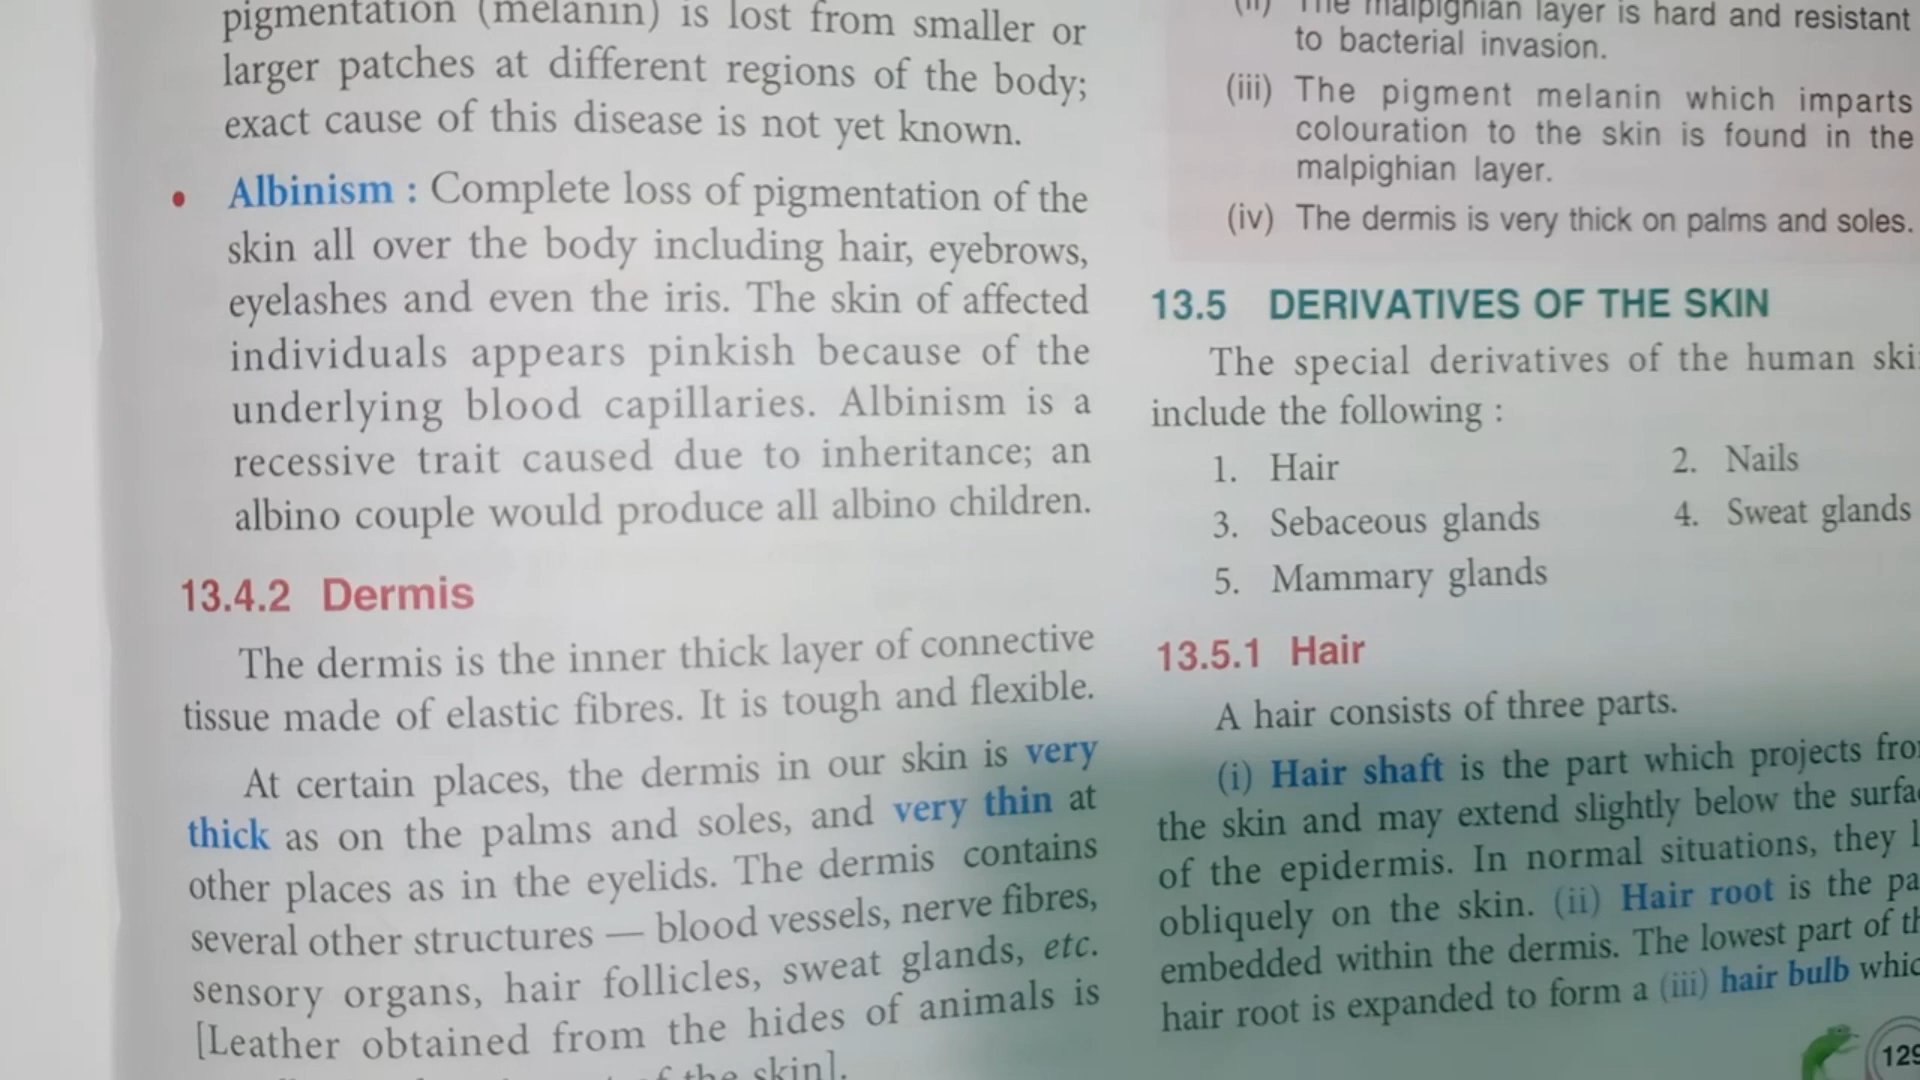 pigmentation (melanin) is lost from smaller or
larger patches at different regions of the body;
exact cause of this disease is not yet known.
• Albinism : Complete loss of pigmentation of the
skin all over the body including hair, eyebrows,
eyelashes and even the iris. The skin of affected
individuals appears pinkish because of the
underlying blood capillaries. Albinism is a
recessive trait caused due to inheritance; an
albino couple would produce all albino children.
13.4.2 Dermis
The dermis is the inner thick layer of connective
tissue made of elastic fibres. It is tough and flexible.
At certain places, the dermis in our skin is very
thick as on the palms and soles, and very thin at
other places as in the eyelids. The dermis contains
several other structures — blood vessels, nerve fibres,
sensory organs, hair follicles, sweat glands, etc.
[Leather obtained from the hides of animals is
the skin].
(ii) The malpighian layer is hard and resistant
to bacterial invasion.
(iii) The pigment melanin which imparts
colouration to the skin is found in the
malpighian layer.
(iv) The dermis is very thick on palms and soles.
13.5 DERIVATIVES OF THE SKIN
The special derivatives of the human
include the following :
1. Hair 2. Nails
3. Sebaceous glands 4. Sweat glands
5. Mammary glands
13.5.1 Hair
A hair consists of three parts.
(i) Hair shaft is the part which projects
the skin and may extend slightly below the
of the epidermis. In normal situations, they
obliquely on the skin. (ii) Hair root is the
embedded within the dermis. The lowest part of
hair root is expanded to form a (iii) hair bulb
129